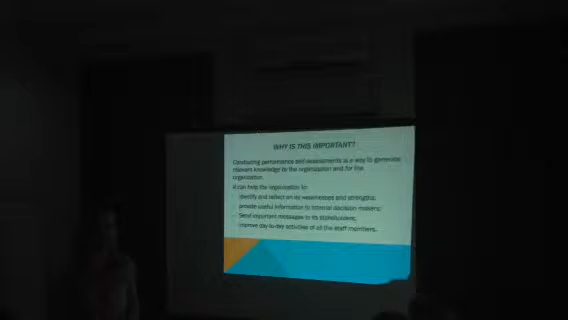 WHY IS THIS IMPORTANT?
Conducting performance and assessments is a way to generate
relevant knowledge to the organisation and for the
organization.
It can help the organisation to:
identify and reflect on its weaknesses and strengths;
provide useful information to internal decision makers;
Send important messages to its stakeholders;
improve day-to-day activities of all the staff members.